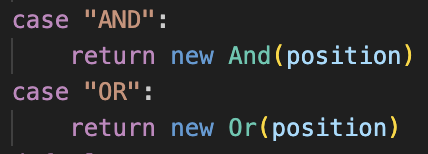 case "AND":
    return new And(position)
case "OR":
    return new Or(position)